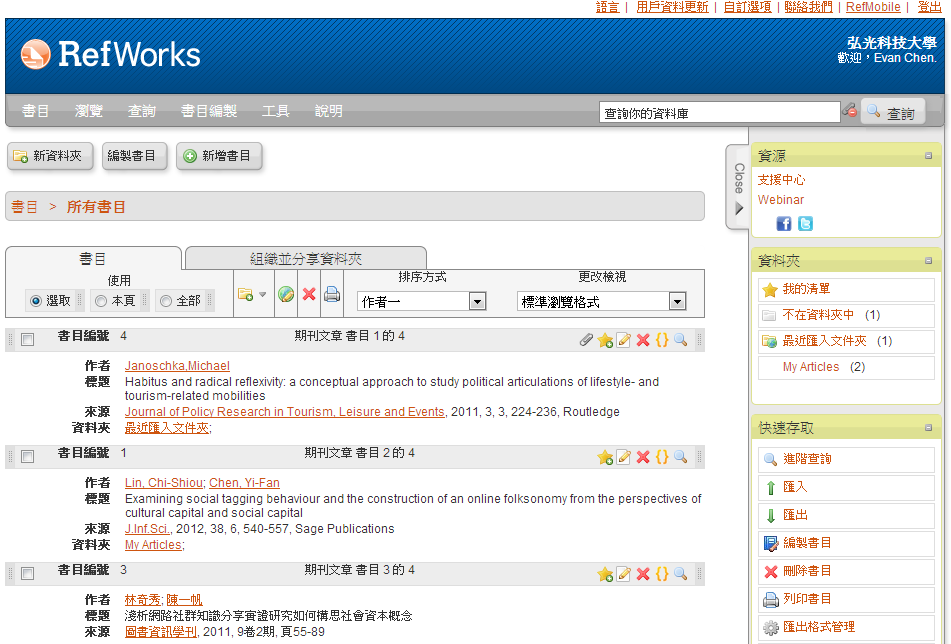 語言 | 用戶資料更新 | 自訂選項 | 聯絡我們 | RefMobile | 登出
RefWorks
弘光科技大學
歡迎，Evan Chen.
書目 瀏覽 查詢 書目編製 工具 說明
查詢你的資料庫 查詢
新資料夾 編製書目 新增書目
書目 > 所有書目
書目 組織並分享資料夾
使用 排序方式 更改檢視
選取 本頁 全部 作者一 標準瀏覽格式
書目編號 4 期刊文章 書目 1 的 4
作者 Janoschka,Michael
標題 Habitus and radical reflexivity: a conceptual approach to study political articulations of lifestyle- and
tourism-related mobilities
來源 Journal of Policy Research in Tourism, Leisure and Events, 2011, 3, 3, 224-236, Routledge
資料夾 最近匯入文件夾;
書目編號 1 期刊文章 書目 2 的 4
作者 Lin, Chi-Shiou; Chen, Yi-Fan
標題 Examining social tagging behaviour and the construction of an online folksonomy from the perspectives of
cultural capital and social capital
來源 J.Inf.Sci., 2012, 38, 6, 540-557, Sage Publications
資料夾 My Articles;
書目編號 3 期刊文章 書目 3 的 4
作者 林奇秀; 陳一帆
標題 淺析網路社群知識分享實證研究如何構思社會資本概念
來源 圖書資訊學刊, 2011, 9卷2期, 頁55-89
Close
資源
支援中心
Webinar
資料夾
我的清單
不在資料夾中 (1)
最近匯入文件夾 (1)
My Articles (2)
快速存取
進階查詢
匯入
匯出
編製書目
刪除書目
列印書目
匯出格式管理